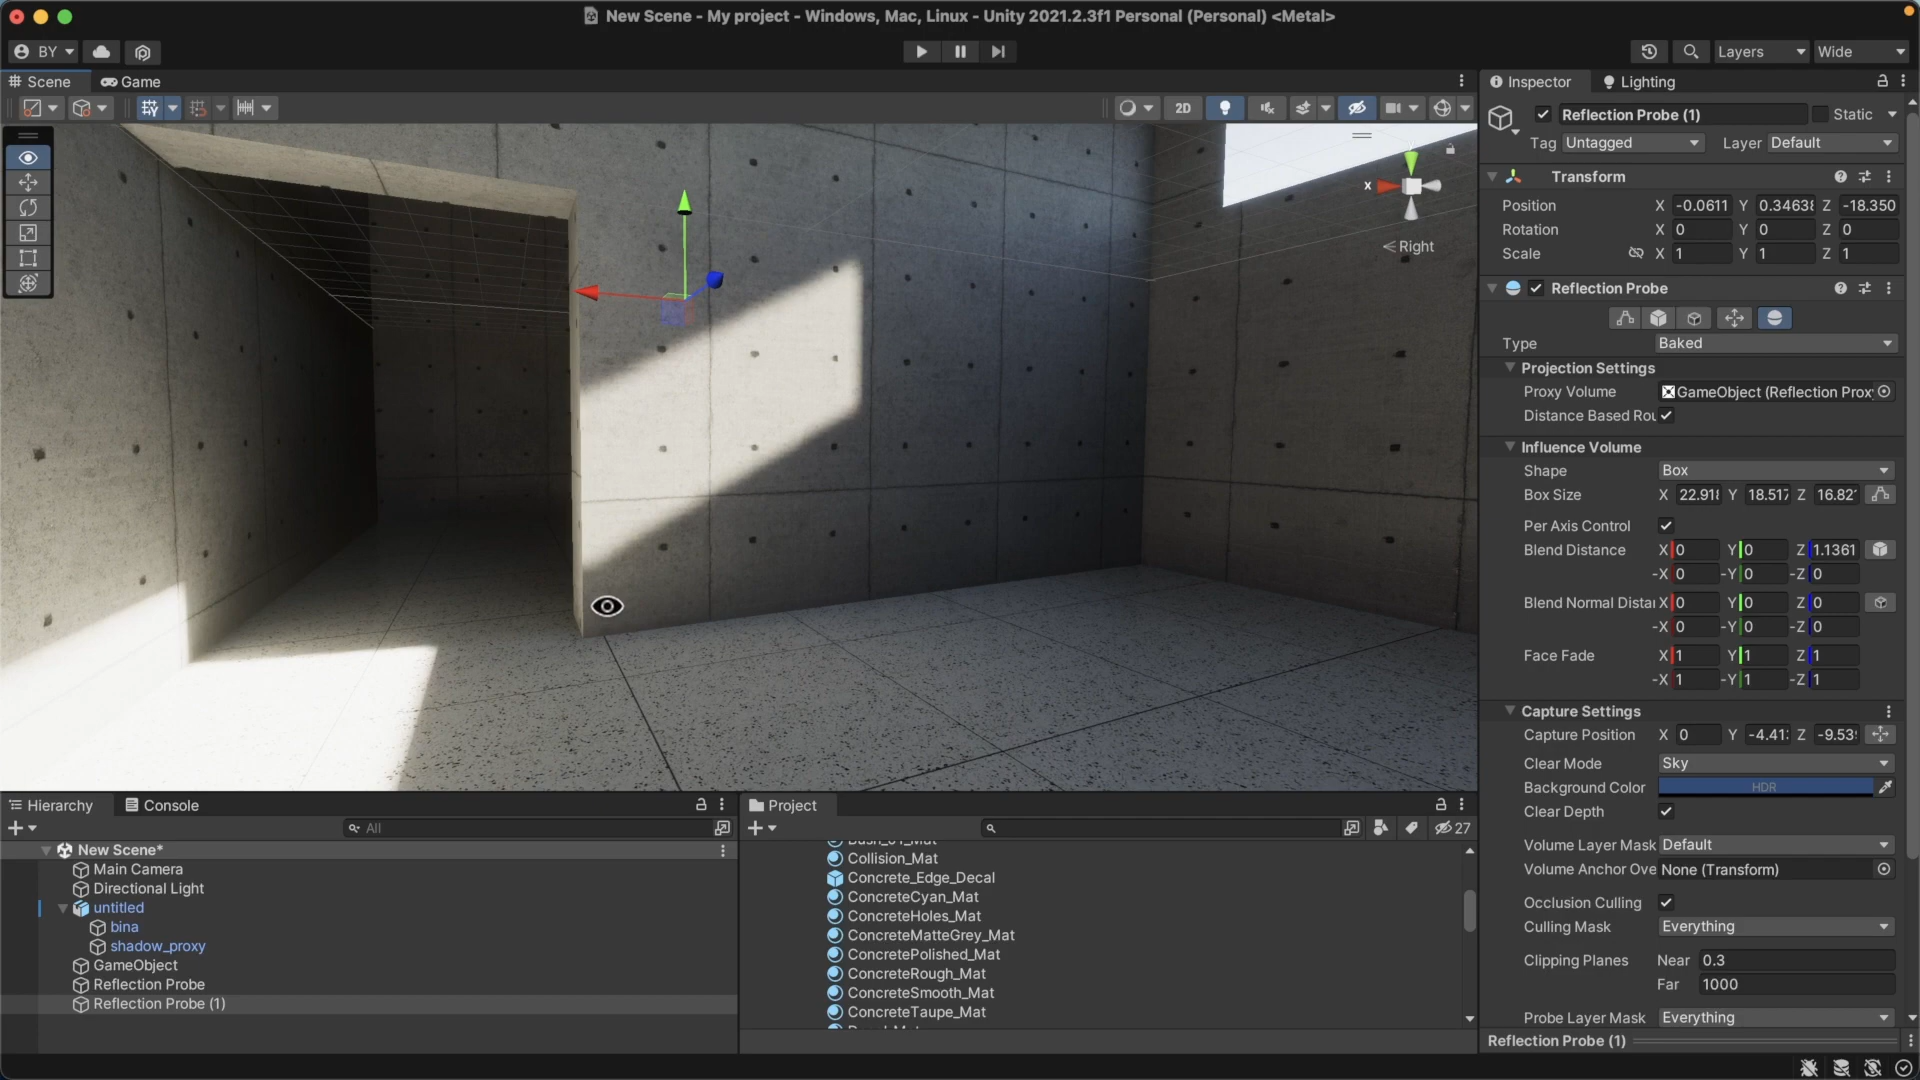 New Scene - My project - Windows, Mac, Linux - Unity 2021.2.3f1 Personal (Personal) <Metal>
BY
Layers
Wide
Scene
Game
2D
x
Right
Inspector
Lighting
Reflection Probe (1)
Static
Tag Untagged
Layer Default
Transform
Position X -0.0611 Y 0.34638 Z -18.350
Rotation X 0 Y 0 Z 0
Scale X 1 Y 1 Z 1
Reflection Probe
Type Baked
Projection Settings
Proxy Volume GameObject (Reflection Prox
Distance Based Rou
Influence Volume
Shape Box
Box Size X 22.918 Y 18.517 Z 16.82
Per Axis Control
Blend Distance X 0 Y 0 Z 1.1361
-X 0 -Y 0 -Z 0
Blend Normal Distan X 0 Y 0 Z 0
-X 0 -Y 0 -Z 0
Face Fade X 1 Y 1 Z 1
-X 1 -Y 1 -Z 1
Capture Settings
Capture Position X 0 Y -4.41 Z -9.53
Clear Mode Sky
Background Color HDR
Clear Depth
Volume Layer Mask Default
Volume Anchor Ove None (Transform)
Occlusion Culling
Culling Mask Everything
Clipping Planes Near 0.3
Far 1000
Probe Layer Mask Everything
Reflection Probe (1)
Hierarchy
Console
All
New Scene*
Main Camera
Directional Light
untitled
bina
shadow_proxy
GameObject
Reflection Probe
Reflection Probe (1)
Project
27
Collision_Mat
Concrete_Edge_Decal
ConcreteCyan_Mat
ConcreteHoles_Mat
ConcreteMatteGrey_Mat
ConcretePolished_Mat
ConcreteRough_Mat
ConcreteSmooth_Mat
ConcreteTaupe_Mat